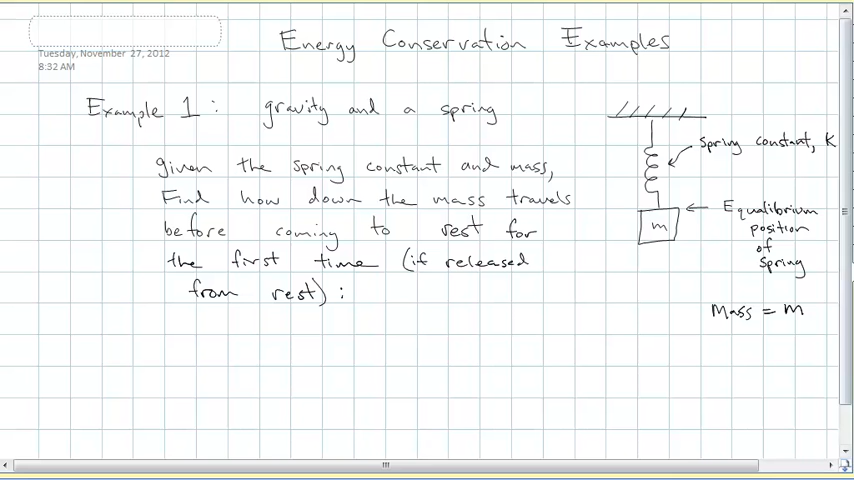 Energy Conservation Examples
Tuesday, November 27, 2012
8:32 AM
Example 1: gravity and a spring
given the spring constant and mass,
Find how down the mass travels
before coming to rest for
the first time (if released
from rest):
Spring constant, K
m
Equalibrium
position
of
Spring
Mass = m